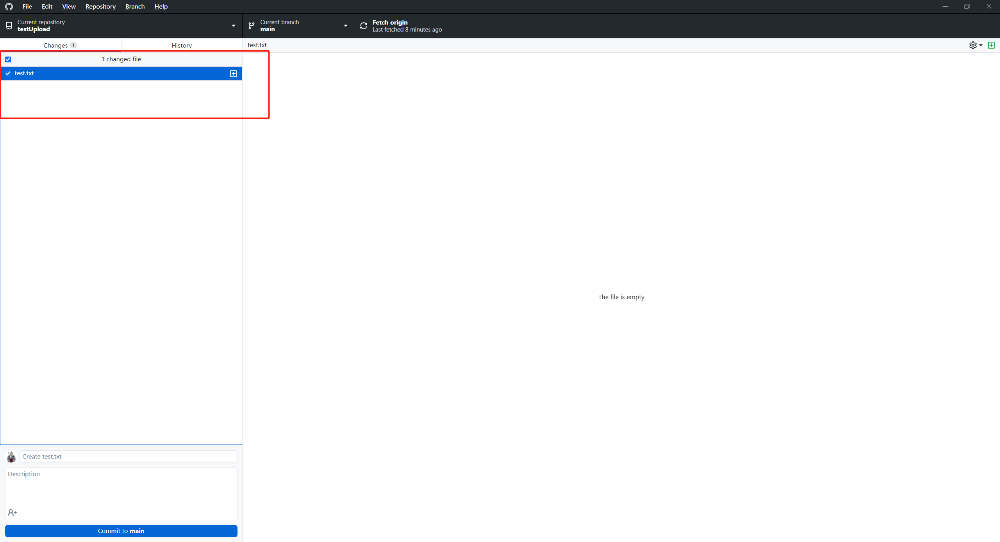 File Edit View Repository Branch Help
Current repository
testUpload
Current branch
main
Fetch origin
Last fetched 8 minutes ago
Changes 1
History
test.txt
1 changed file
test.txt
The file is empty
Create test.txt
Description
Commit to main